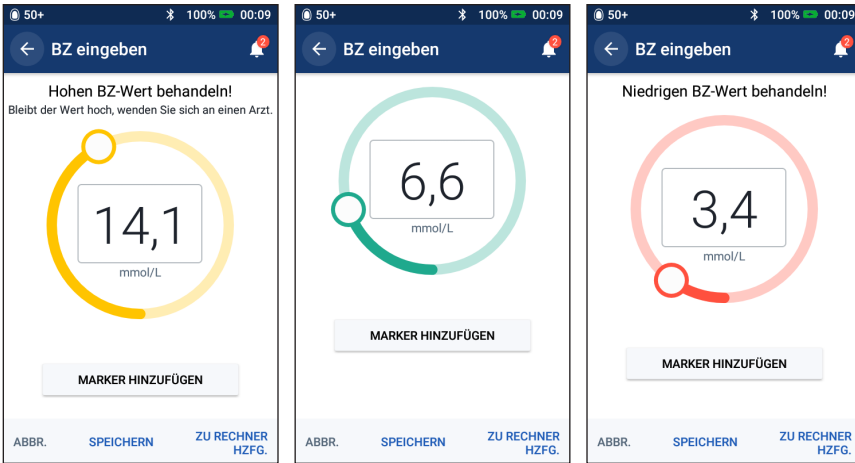 50+ 100% 00:09
BZ eingeben 2
Hohen BZ-Wert behandeln!
Bleibt der Wert hoch, wenden Sie sich an einen Arzt.
14,1
mmol/L
MARKER HINZUFÜGEN
ABBR. SPEICHERN ZU RECHNER
HZFG.
50+ 100% 00:09
BZ eingeben 2
6,6
mmol/L
MARKER HINZUFÜGEN
ABBR. SPEICHERN ZU RECHNER
HZFG.
50+ 100% 00:09
BZ eingeben 2
Niedrigen BZ-Wert behandeln!
3,4
mmol/L
MARKER HINZUFÜGEN
ABBR. SPEICHERN ZU RECHNER
HZFG.